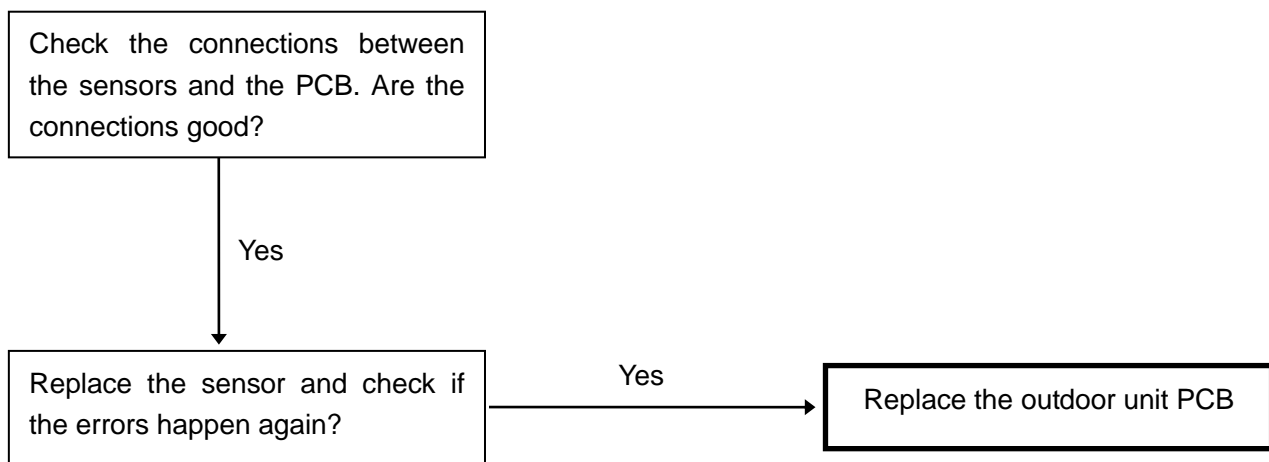 Check the connections between
the sensors and the PCB. Are the
connections good?
Yes
Replace the sensor and check if
the errors happen again?
Yes
Replace the outdoor unit PCB